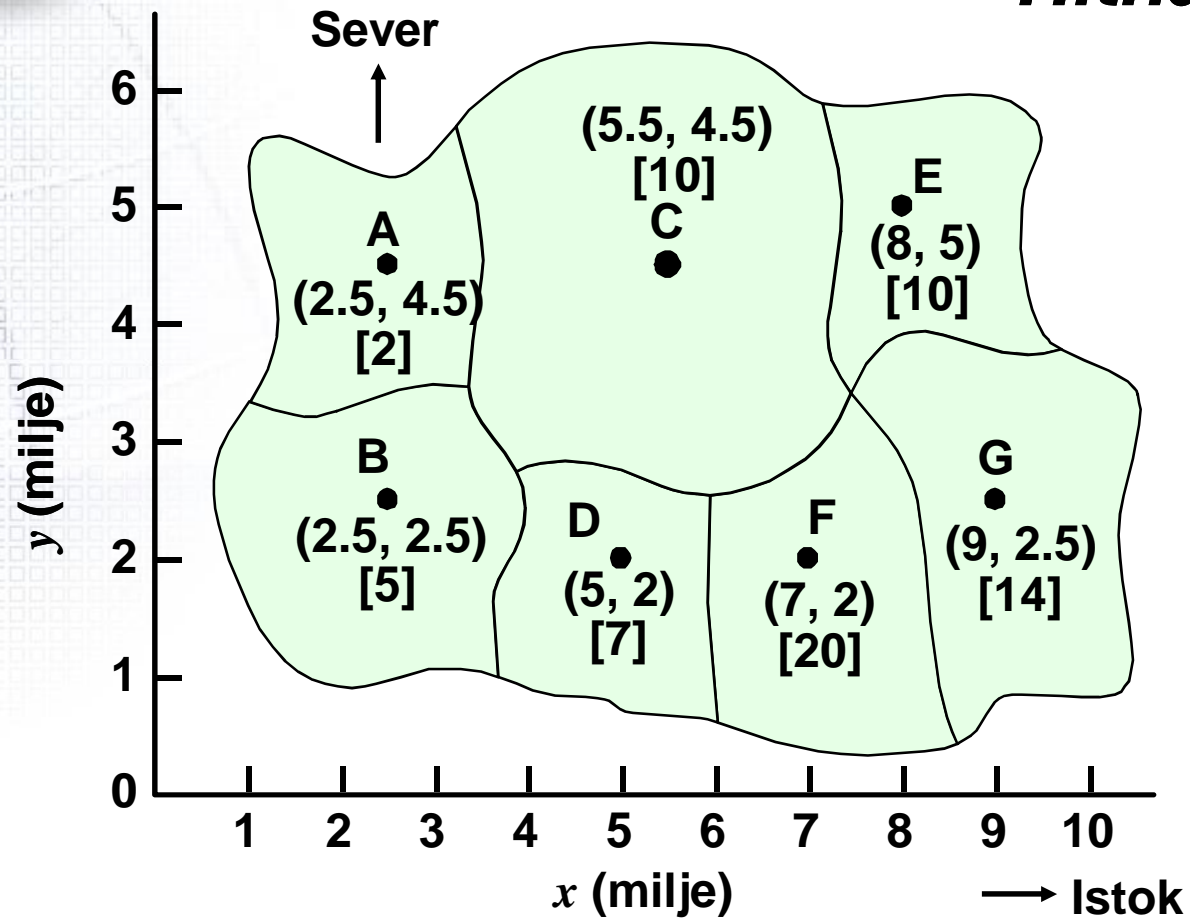 Sever
6
5
4
3
2
1
0
y (milje)
A
(2.5, 4.5)
[2]
(5.5, 4.5)
[10]
C
E
(8, 5)
[10]
B
(2.5, 2.5)
[5]
D
(5, 2)
[7]
F
(7, 2)
[20]
G
(9, 2.5)
[14]
1 2 3 4 5 6 7 8 9 10
x (milje)
Istok